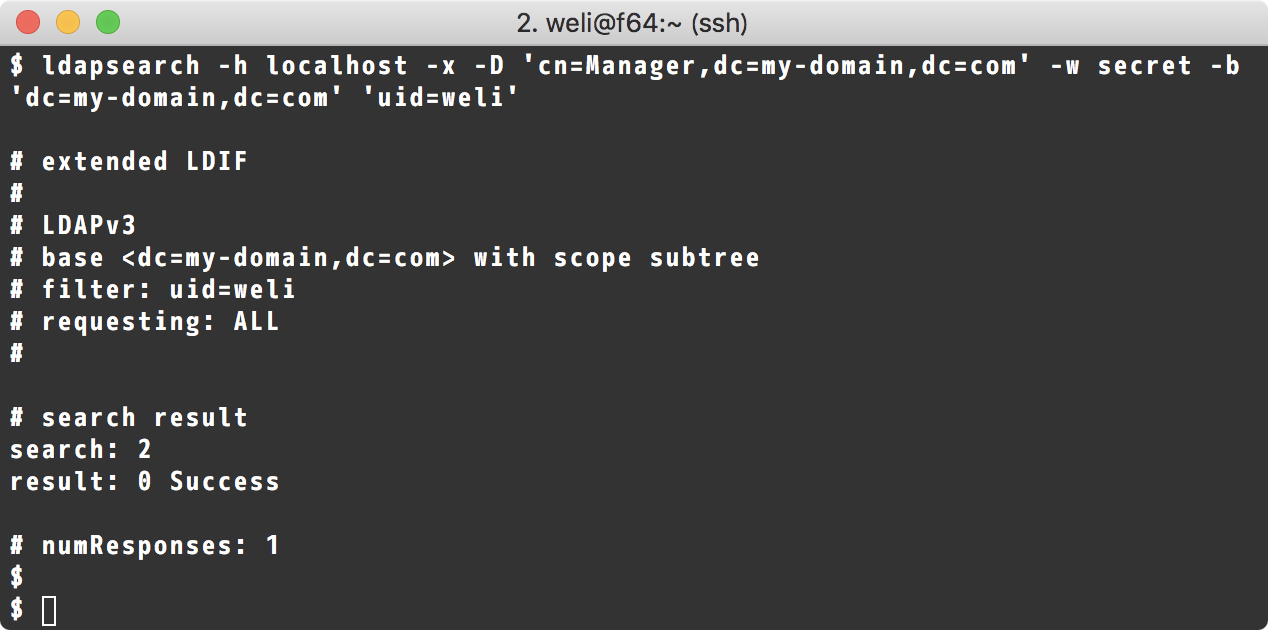 2. weli@f64:~ (ssh)
$ ldapsearch -h localhost -x -D 'cn=Manager,dc=my-domain,dc=com' -w secret -b
'dc=my-domain,dc=com' 'uid=weli'
# extended LDIF
#
# LDAPv3
# base <dc=my-domain,dc=com> with scope subtree
# filter: uid=weli
# requesting: ALL
#
# search result
search: 2
result: 0 Success
# numResponses: 1
$
$